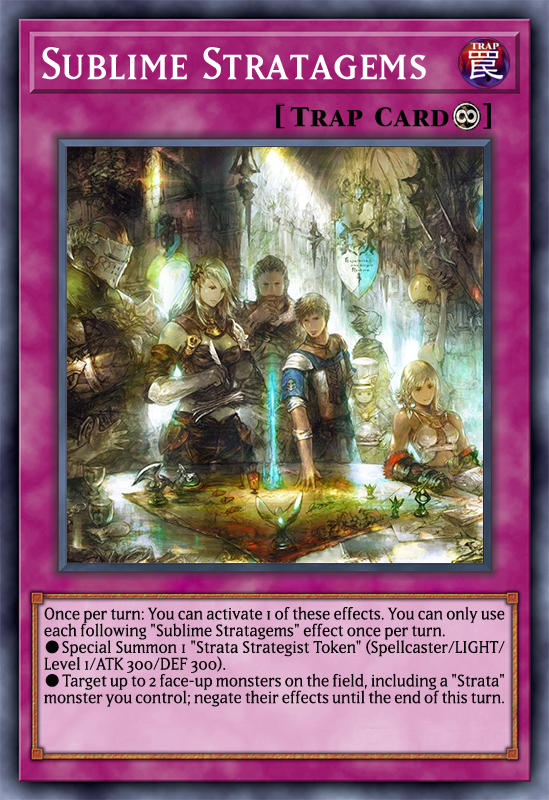 SUBLIME STRATAGEMS
TRAP
罠
[ TRAP CARD ]
Once per turn: You can activate 1 of these effects. You can only use
each following "Sublime Stratagems" effect once per turn.
●Special Summon 1 "Strata Strategist Token" (Spellcaster/LIGHT/
Level 1/ATK 300/DEF 300).
●Target up to 2 face-up monsters on the field, including a "Strata"
monster you control; negate their effects until the end of this turn.